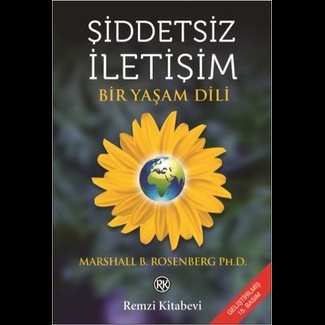 ŞİDDETSİZ
İLETİŞİM
BİR YAŞAM DİLİ
MARSHALL B. ROSENBERG PH.D.
GELİŞTİRİLMİŞ
15. BASIM
RK
Remzi Kitabevi